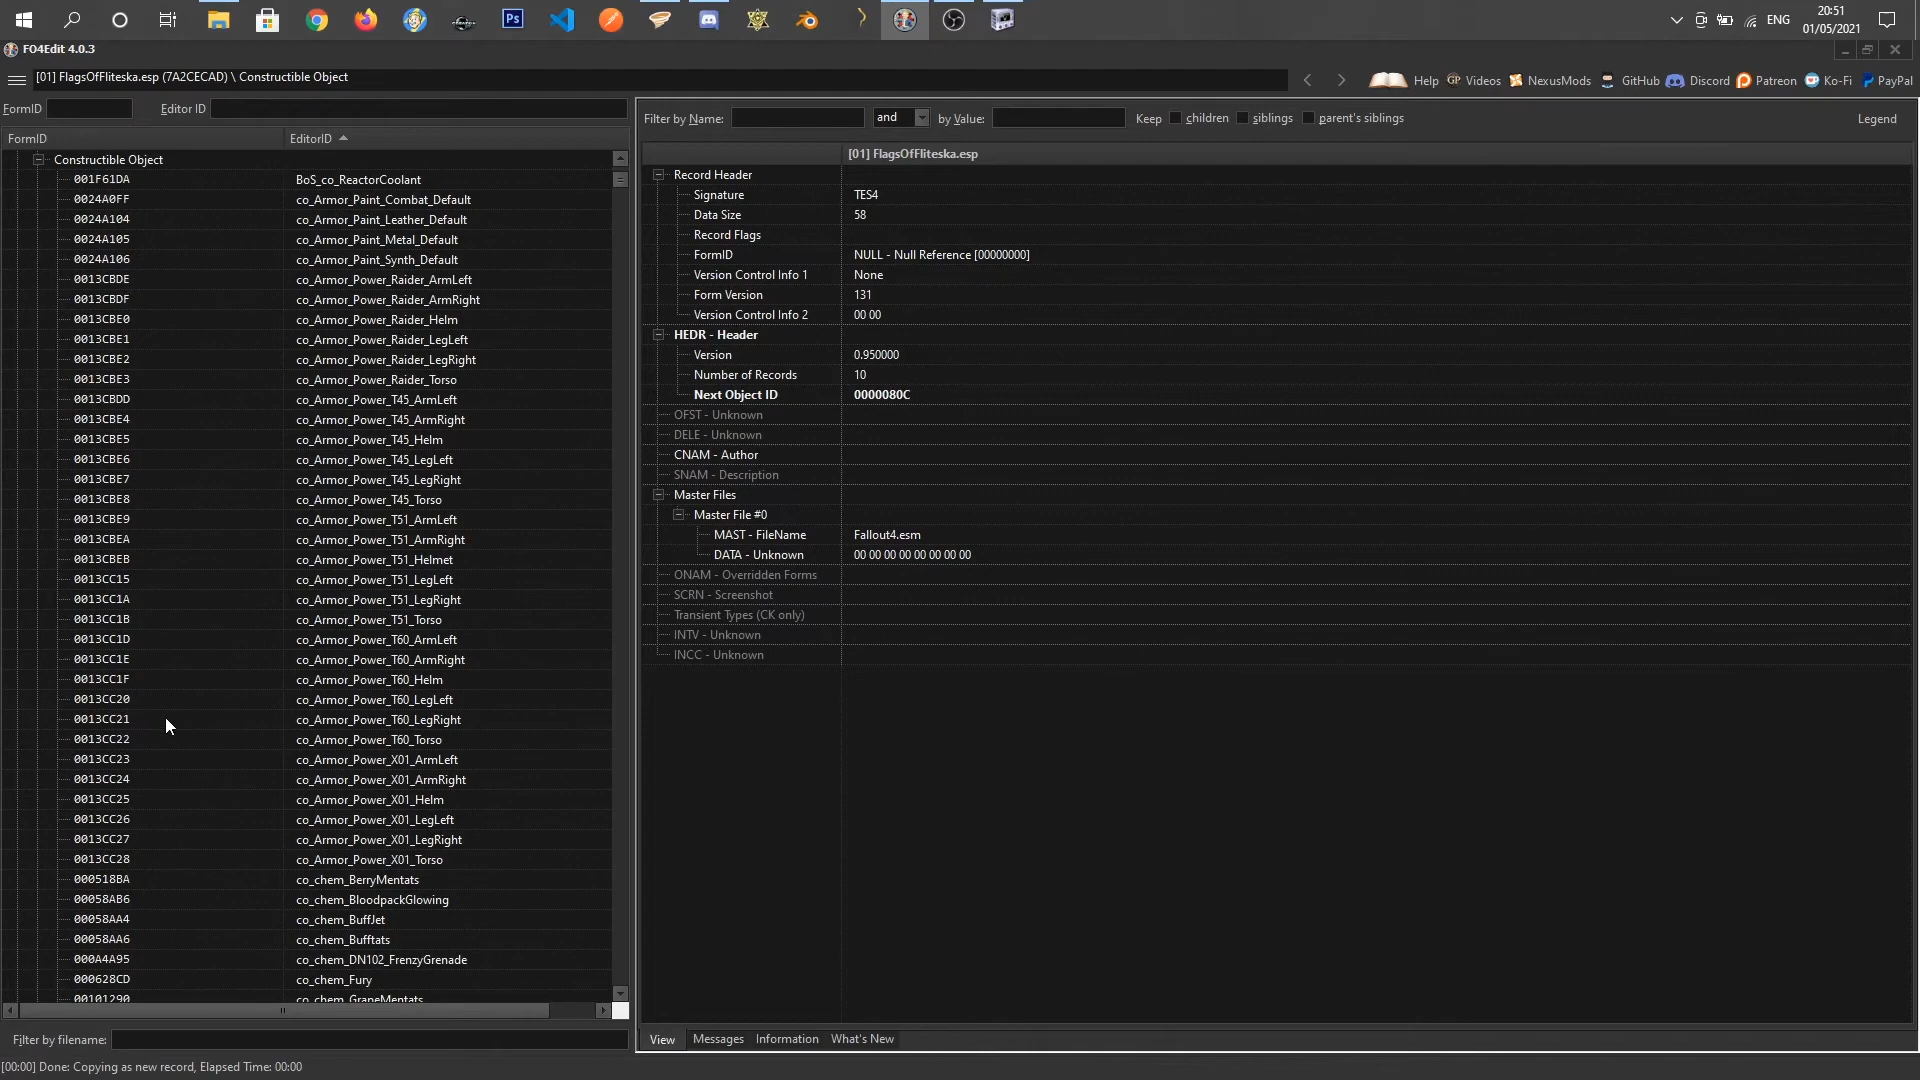 Ps
ENG
20:51
01/05/2021
FO4Edit 4.0.3
[01] FlagsOfFliteska.esp (7A2CECAD) \ Constructible Object
Help
GP Videos
NexusMods
GitHub
Discord
Patreon
Ko-Fi
PayPal
FormID
Editor ID
FormID EditorID
Constructible Object
001F61DA BoS_co_ReactorCoolant
0024A0FF co_Armor_Paint_Combat_Default
0024A104 co_Armor_Paint_Leather_Default
0024A105 co_Armor_Paint_Metal_Default
0024A106 co_Armor_Paint_Synth_Default
0013CBDE co_Armor_Power_Raider_ArmLeft
0013CBDF co_Armor_Power_Raider_ArmRight
0013CBE0 co_Armor_Power_Raider_Helm
0013CBE1 co_Armor_Power_Raider_LegLeft
0013CBE2 co_Armor_Power_Raider_LegRight
0013CBE3 co_Armor_Power_Raider_Torso
0013CBDD co_Armor_Power_T45_ArmLeft
0013CBE4 co_Armor_Power_T45_ArmRight
0013CBE5 co_Armor_Power_T45_Helm
0013CBE6 co_Armor_Power_T45_LegLeft
0013CBE7 co_Armor_Power_T45_LegRight
0013CBE8 co_Armor_Power_T45_Torso
0013CBE9 co_Armor_Power_T51_ArmLeft
0013CBEA co_Armor_Power_T51_ArmRight
0013CBEB co_Armor_Power_T51_Helmet
0013CC15 co_Armor_Power_T51_LegLeft
0013CC1A co_Armor_Power_T51_LegRight
0013CC1B co_Armor_Power_T51_Torso
0013CC1D co_Armor_Power_T60_ArmLeft
0013CC1E co_Armor_Power_T60_ArmRight
0013CC1F co_Armor_Power_T60_Helm
0013CC20 co_Armor_Power_T60_LegLeft
0013CC21 co_Armor_Power_T60_LegRight
0013CC22 co_Armor_Power_T60_Torso
0013CC23 co_Armor_Power_X01_ArmLeft
0013CC24 co_Armor_Power_X01_ArmRight
0013CC25 co_Armor_Power_X01_Helm
0013CC26 co_Armor_Power_X01_LegLeft
0013CC27 co_Armor_Power_X01_LegRight
0013CC28 co_Armor_Power_X01_Torso
000518BA co_chem_BerryMentats
00058AB6 co_chem_BloodpackGlowing
00058AA4 co_chem_BuffJet
00058AA6 co_chem_Bufftats
000A4A95 co_chem_DN102_FrenzyGrenade
000628CD co_chem_Fury
00101290 co_chem_GrapeMentats
Filter by filename:
[00:00] Done: Copying as new record, Elapsed Time: 00:00
Filter by Name: and by Value: Keep children siblings parent's siblings Legend
[01] FlagsOfFliteska.esp
Record Header
Signature TES4
Data Size 58
Record Flags
FormID NULL - Null Reference [00000000]
Version Control Info 1 None
Form Version 131
Version Control Info 2 00 00
HEDR - Header
Version 0.950000
Number of Records 10
Next Object ID 0000080C
OFST - Unknown
DELE - Unknown
CNAM - Author
SNAM - Description
Master Files
Master File #0
MAST - FileName Fallout4.esm
DATA - Unknown 00 00 00 00 00 00 00 00
ONAM - Overridden Forms
SCRN - Screenshot
Transient Types (CK only)
INTV - Unknown
INCC - Unknown
View Messages Information What's New